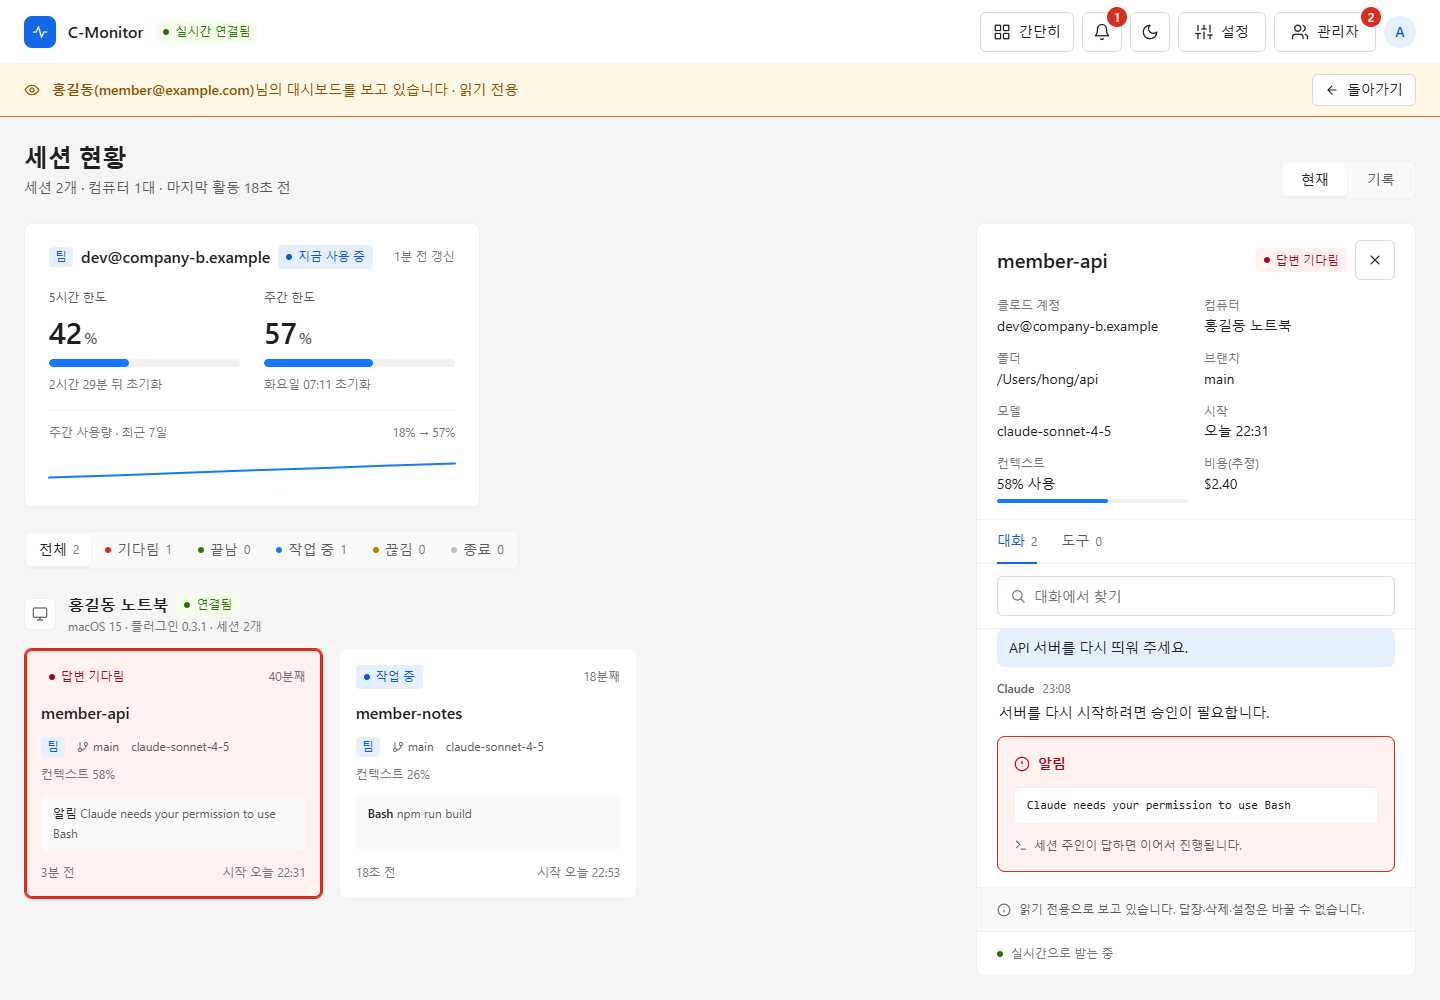 C-Monitor
실시간 연결됨
간단히
1
설정
관리자
2
A
홍길동(member@example.com)님의 대시보드를 보고 있습니다 · 읽기 전용
돌아가기
세션 현황
세션 2개 · 컴퓨터 1대 · 마지막 활동 18초 전
현재
기록
팀
dev@company-b.example
지금 사용 중
1분 전 갱신
5시간 한도
주간 한도
42%
57%
2시간 29분 뒤 초기화
화요일 07:11 초기화
주간 사용량 · 최근 7일
18% → 57%
전체 2
기다림 1
끝남 0
작업 중 1
끊김 0
종료 0
홍길동 노트북
연결됨
macOS 15 · 플러그인 0.3.1 · 세션 2개
답변 기다림
40분째
member-api
팀
main
claude-sonnet-4-5
컨텍스트 58%
알림 Claude needs your permission to use
Bash
3분 전
시작 오늘 22:31
작업 중
18분째
member-notes
팀
main
claude-sonnet-4-5
컨텍스트 26%
Bash npm run build
18초 전
시작 오늘 22:53
member-api
답변 기다림
클로드 계정
컴퓨터
dev@company-b.example
홍길동 노트북
폴더
브랜치
/Users/hong/api
main
모델
시작
claude-sonnet-4-5
오늘 22:31
컨텍스트
비용(추정)
58% 사용
$2.40
대화 2
도구 0
대화에서 찾기
API 서버를 다시 띄워 주세요.
Claude 23:08
서버를 다시 시작하려면 승인이 필요합니다.
알림
Claude needs your permission to use Bash
세션 주인이 답하면 이어서 진행됩니다.
읽기 전용으로 보고 있습니다. 답장·삭제·설정은 바꿀 수 없습니다.
실시간으로 받는 중